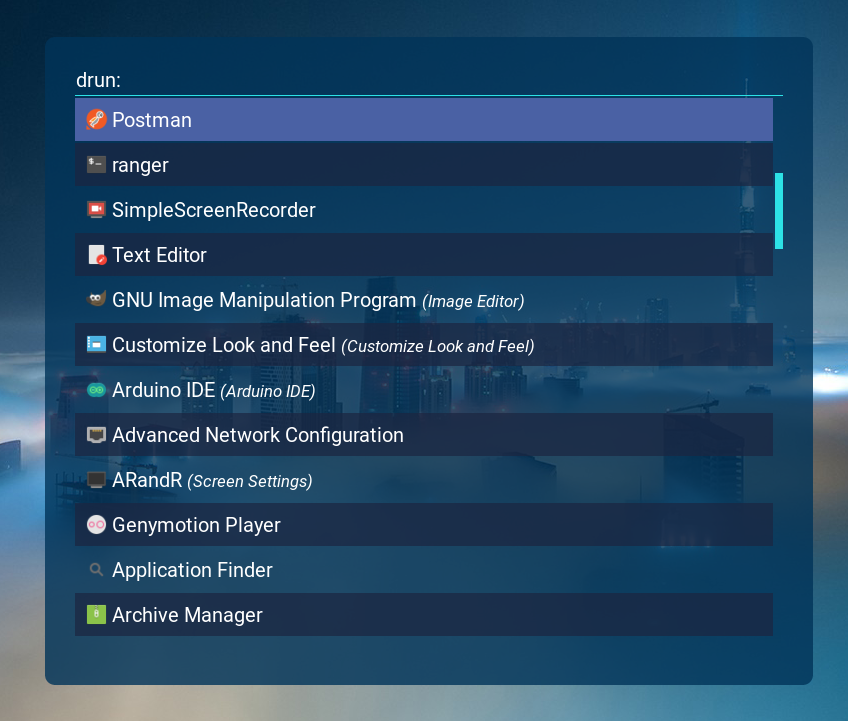 drun:
Postman
ranger
SimpleScreenRecorder
Text Editor
GNU Image Manipulation Program (Image Editor)
Customize Look and Feel (Customize Look and Feel)
Arduino IDE (Arduino IDE)
Advanced Network Configuration
ARandR (Screen Settings)
Genymotion Player
Application Finder
Archive Manager